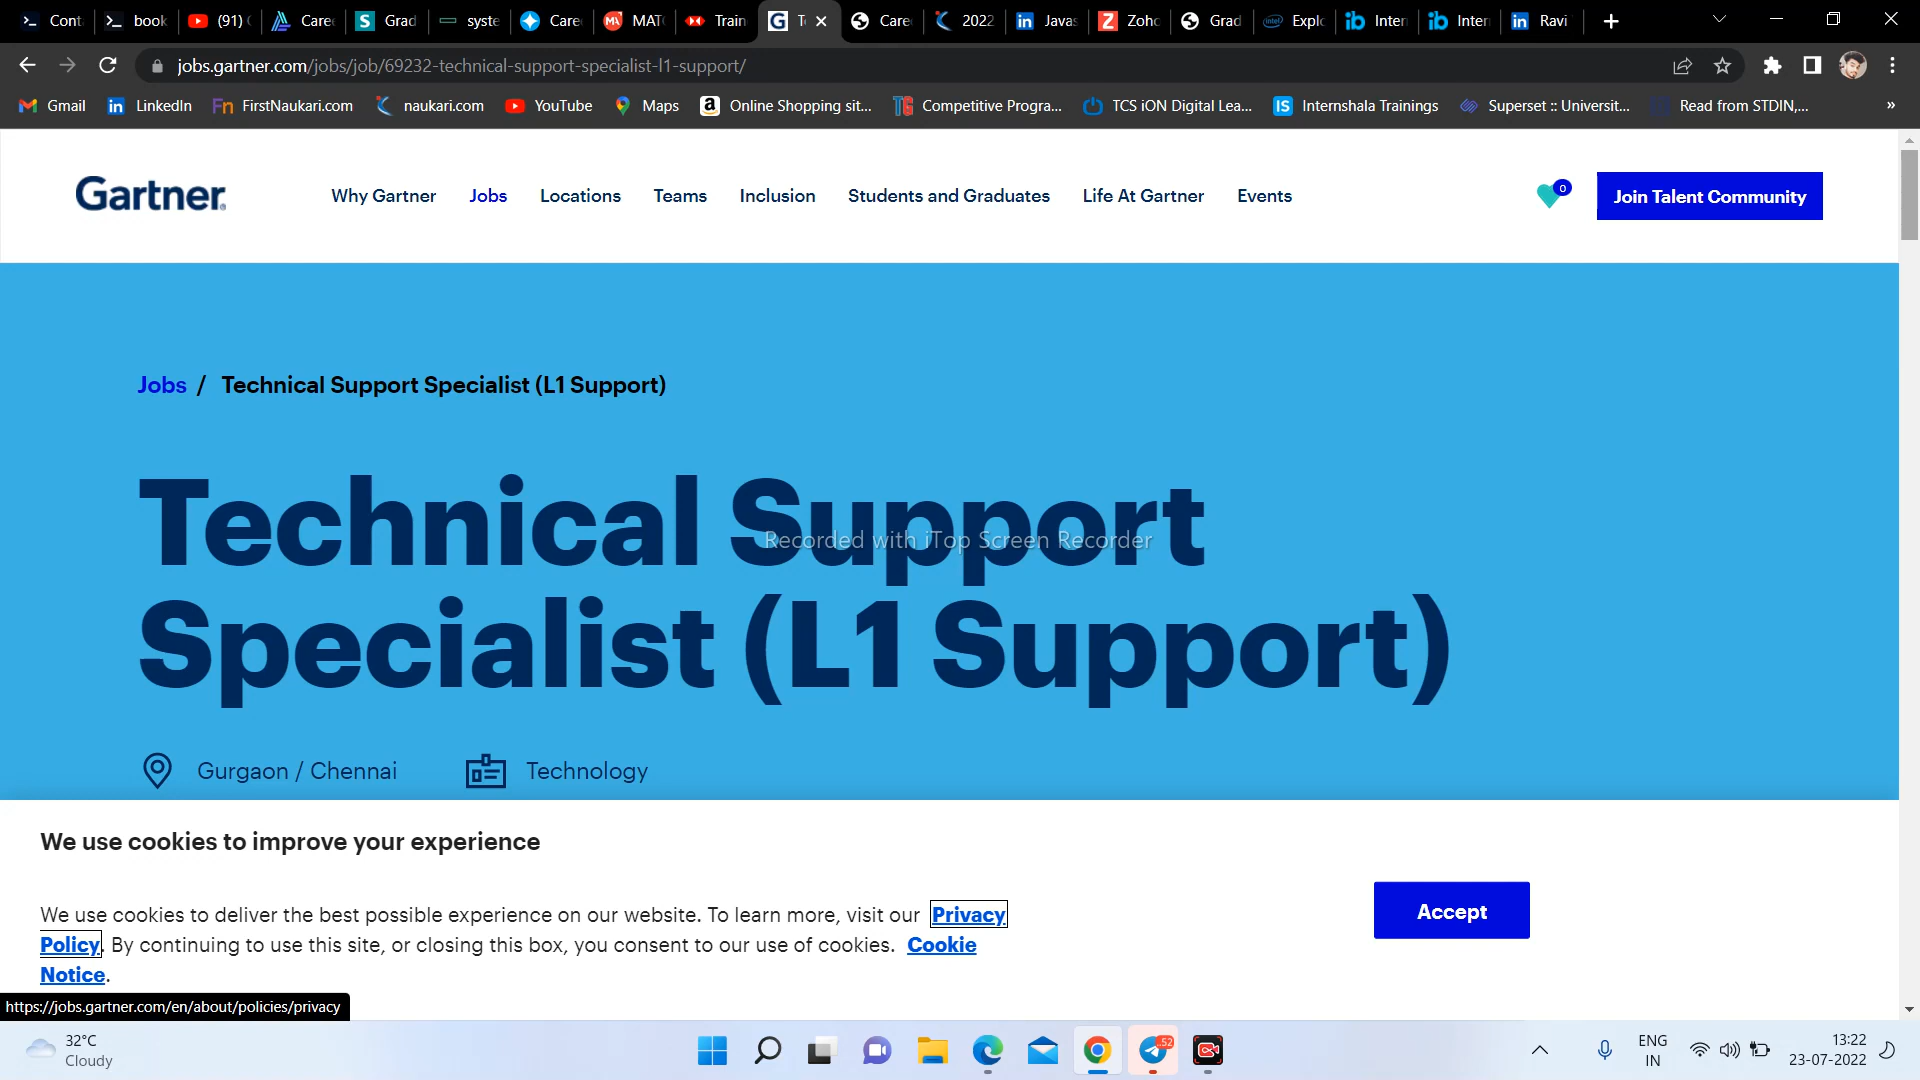 Cont
book
(91)
Care
Grad
syste
Care
MAT
Train
Care
2022
Javas
Zoho
Grad
Explo
Inter
Inter
Ravi
jobs.gartner.com/jobs/job/69232-technical-support-specialist-l1-support/
Gmail
LinkedIn
FirstNaukari.com
naukari.com
YouTube
Maps
Online Shopping sit...
Competitive Progra...
TCS iON Digital Lea...
Internshala Trainings
Superset :: Universit...
Read from STDIN,...
»
Gartner
Why Gartner
Jobs
Locations
Teams
Inclusion
Students and Graduates
Life At Gartner
Events
0
Join Talent Community
Jobs / Technical Support Specialist (L1 Support)
Technical Support
Recorded with iTop Screen Recorder
Specialist (L1 Support)
Gurgaon / Chennai
Technology
We use cookies to improve your experience
We use cookies to deliver the best possible experience on our website. To learn more, visit our Privacy
Policy. By continuing to use this site, or closing this box, you consent to our use of cookies. Cookie
Notice.
Accept
https://jobs.gartner.com/en/about/policies/privacy
32°C
Cloudy
52
ENG
IN
13:22
23-07-2022